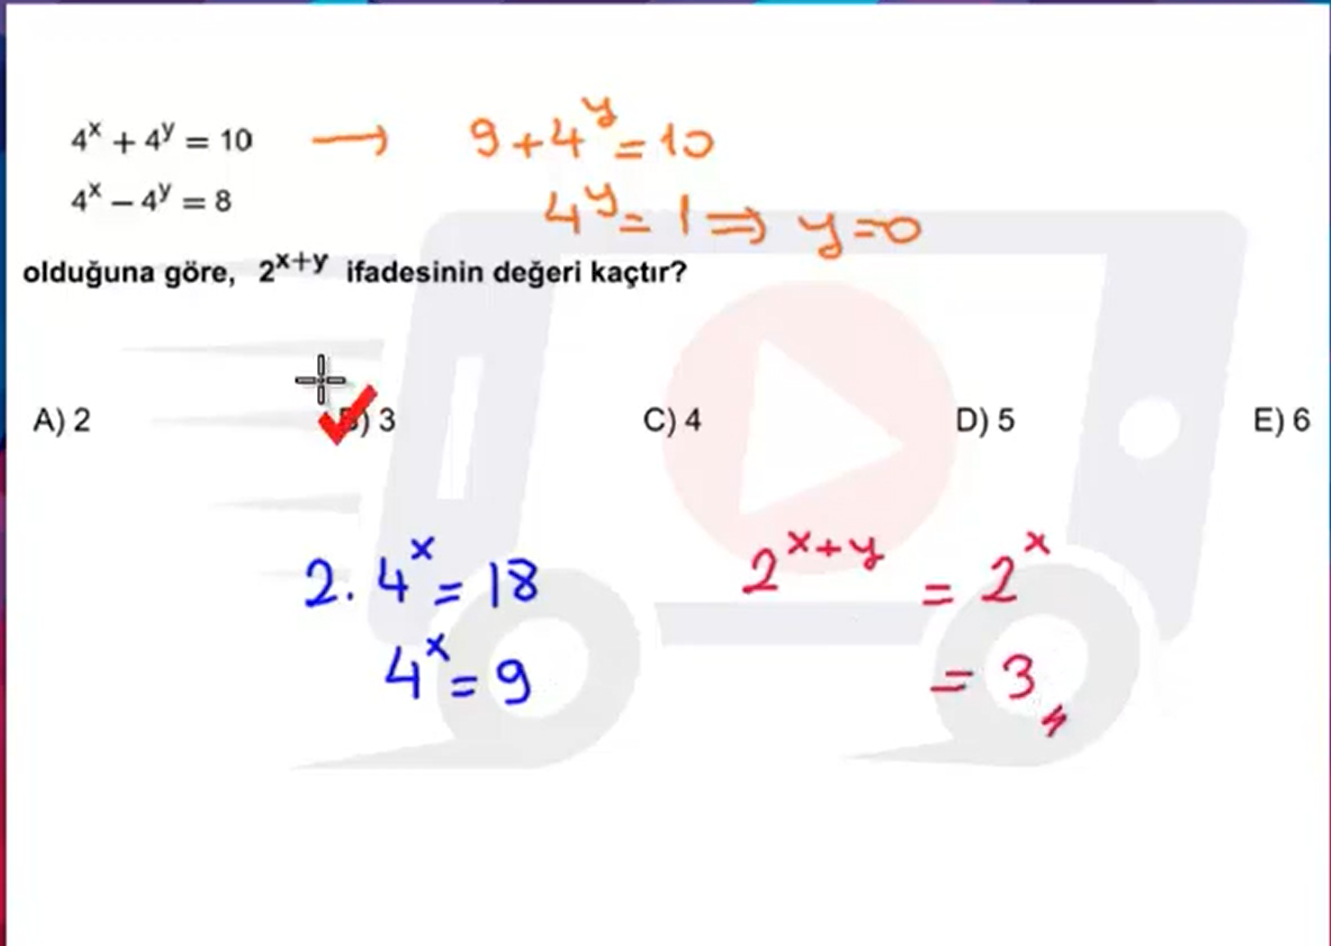 4ˣ + 4ʸ = 10 → 9 + 4ʸ = 10
4ˣ – 4ʸ = 8
4ʸ = 1 ⇒ y = 0
olduğuna göre, 2ˣ⁺ʸ ifadesinin değeri kaçtır?
A) 2 B) 3 C) 4 D) 5 E) 6
2 . 4ˣ = 18
4ˣ = 9
2ˣ⁺ʸ = 2ˣ
= 3